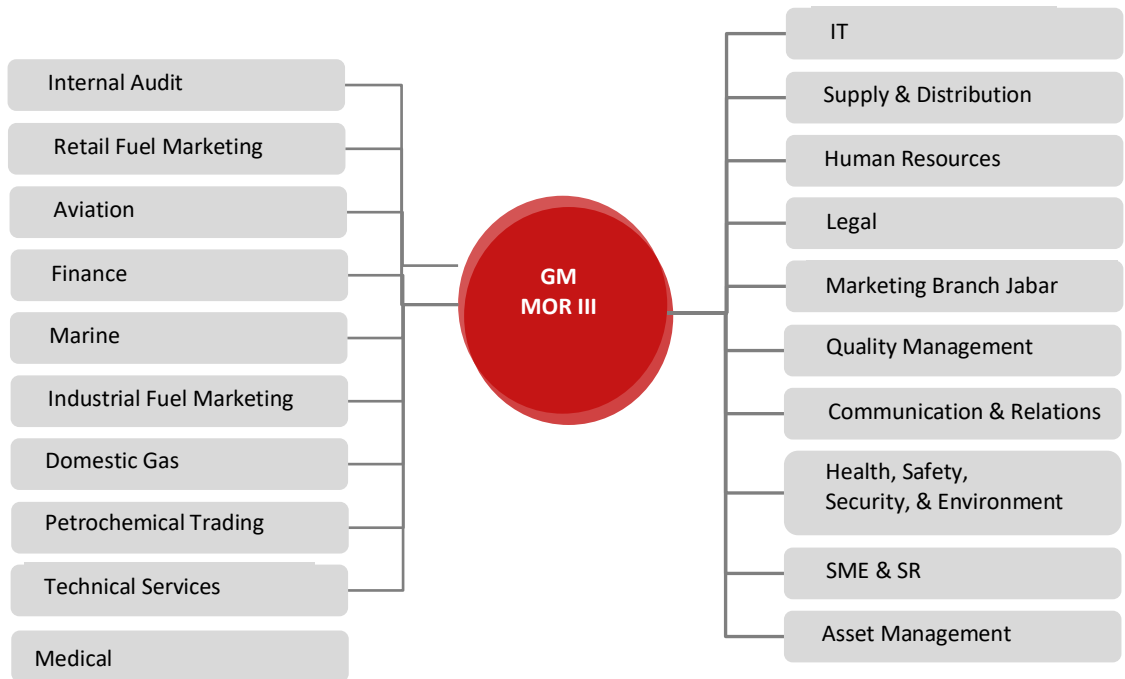 Internal Audit
Retail Fuel Marketing
Aviation
Finance
Marine
Industrial Fuel Marketing
Domestic Gas
Petrochemical Trading
Technical Services
Medical
GM
MOR III
IT
Supply & Distribution
Human Resources
Legal
Marketing Branch Jabar
Quality Management
Communication & Relations
Health, Safety,
Security, & Environment
SME & SR
Asset Management